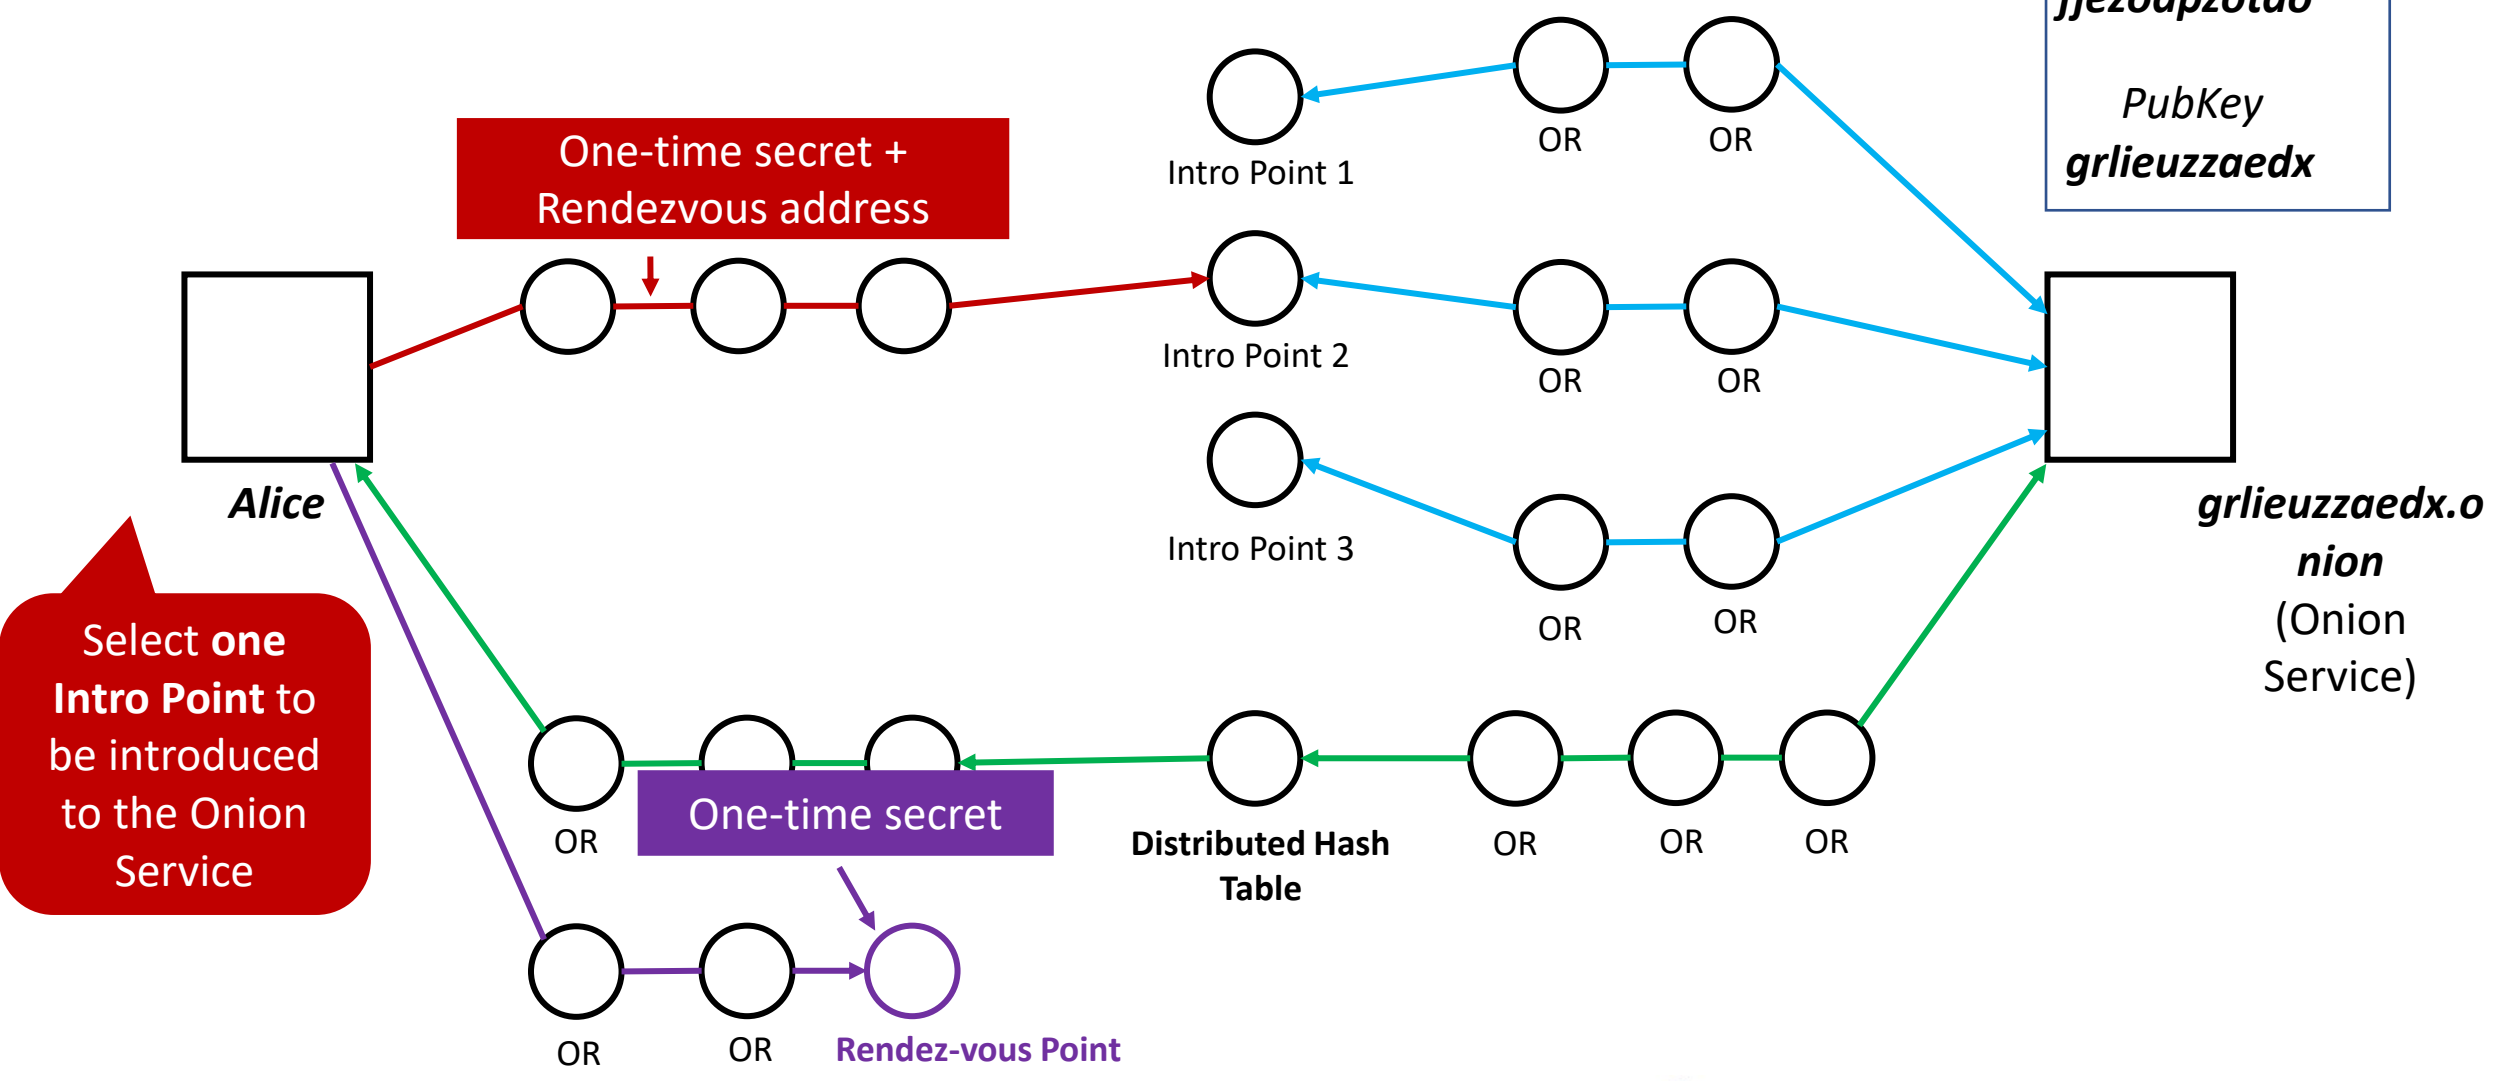 PubKey
grlieuzzaedx
One-time secret +
Rendezvous address
OR
OR
Intro Point 1
Intro Point 2
OR
OR
Alice
Intro Point 3
OR
OR
grlieuzzaedx.o
nion
(Onion
Service)
Select one
Intro Point to
be introduced
to the Onion
Service
One-time secret
OR
Distributed Hash
Table
OR
OR
OR
OR
OR
Rendez-vous Point